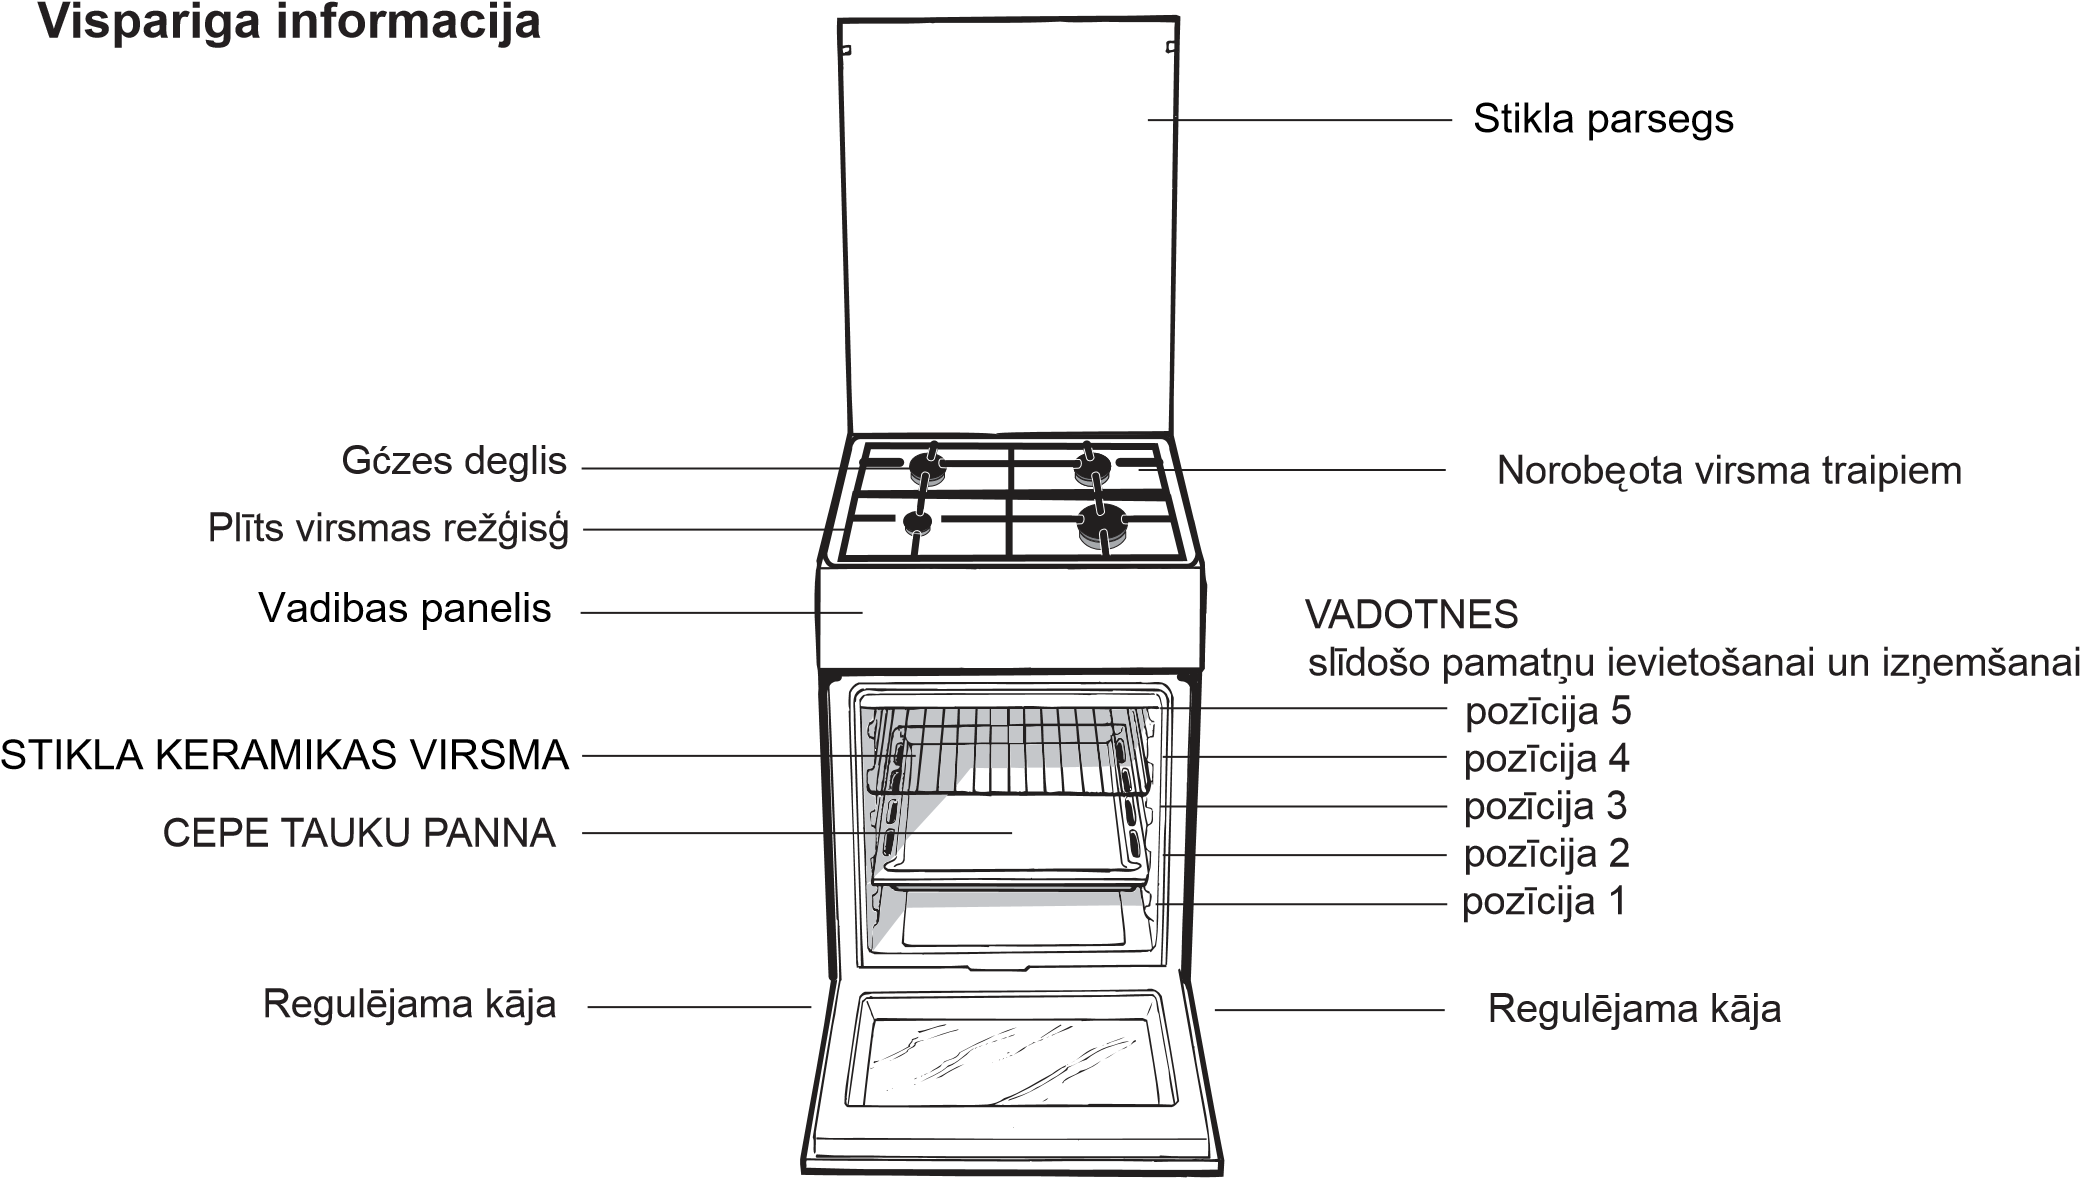 Vispariga informacija
Stikla parsegs
Gćzes deglis
Norobęota virsma traipiem
Plīts virsmas režģisģ
Vadibas panelis
VADOTNES
slīdošo pamatņu ievietošanai un izņemšanai
pozīcija 5
STIKLA KERAMIKAS VIRSMA
pozīcija 4
pozīcija 3
CEPE TAUKU PANNA
pozīcija 2
pozīcija 1
Regulējama kāja
Regulējama kāja